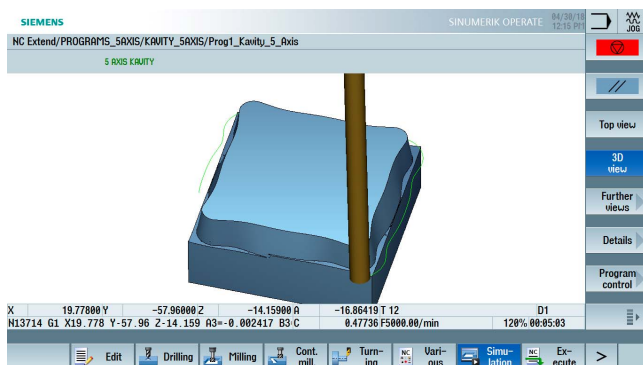 SIEMENS
SINUMERIK OPERATE 04/30/18
12:15 PM
JOG
NC Extend/PROGRAMS_5AXIS/KAVITY_5AXIS/Prog1_Kavity_5_Axis
5 AXIS KAVITY
Top view
3D
view
Further
views
Details
Program
control
X 19.77800 Y -57.96000 Z -14.15900 A -16.86419 T 12 D1
N13714 G1 X19.778 Y-57.96 Z-14.159 A3=-0.002417 B3 C 0.47736 F5000.00/min 120% 00:05:03
Edit
Drilling
Milling
Cont.
mill.
Turn-
ing
NC
Vari-
ous
Simu-
lation
NC
Ex-
ecute
>